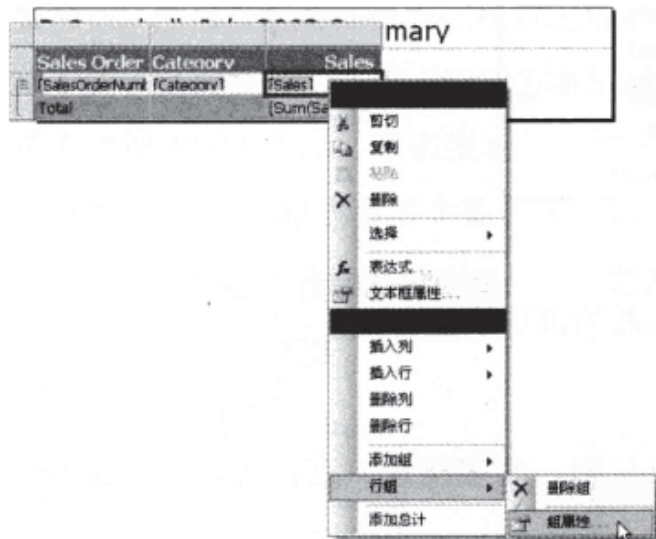 mary
Sales Order Category Sales
[SalesOrderNumb [Category] [Sales]
Total [Sum(Sa
剪切
复制
粘贴
删除
选择
表达式...
文本框属性...
插入列
插入行
删除列
删除行
添加组
行组
删除组
添加总计
组属性...